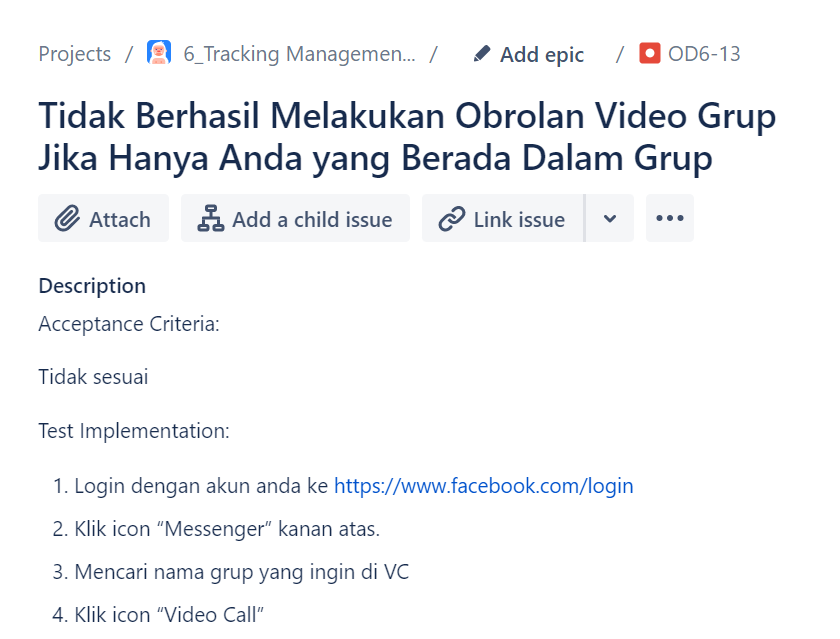 Projects / 6_Tracking Managemen... / Add epic / OD6-13
Tidak Berhasil Melakukan Obrolan Video Grup
Jika Hanya Anda yang Berada Dalam Grup
Attach Add a child issue Link issue
Description
Acceptance Criteria:
Tidak sesuai
Test Implementation:
1. Login dengan akun anda ke https://www.facebook.com/login
2. Klik icon “Messenger” kanan atas.
3. Mencari nama grup yang ingin di VC
4. Klik icon “Video Call”